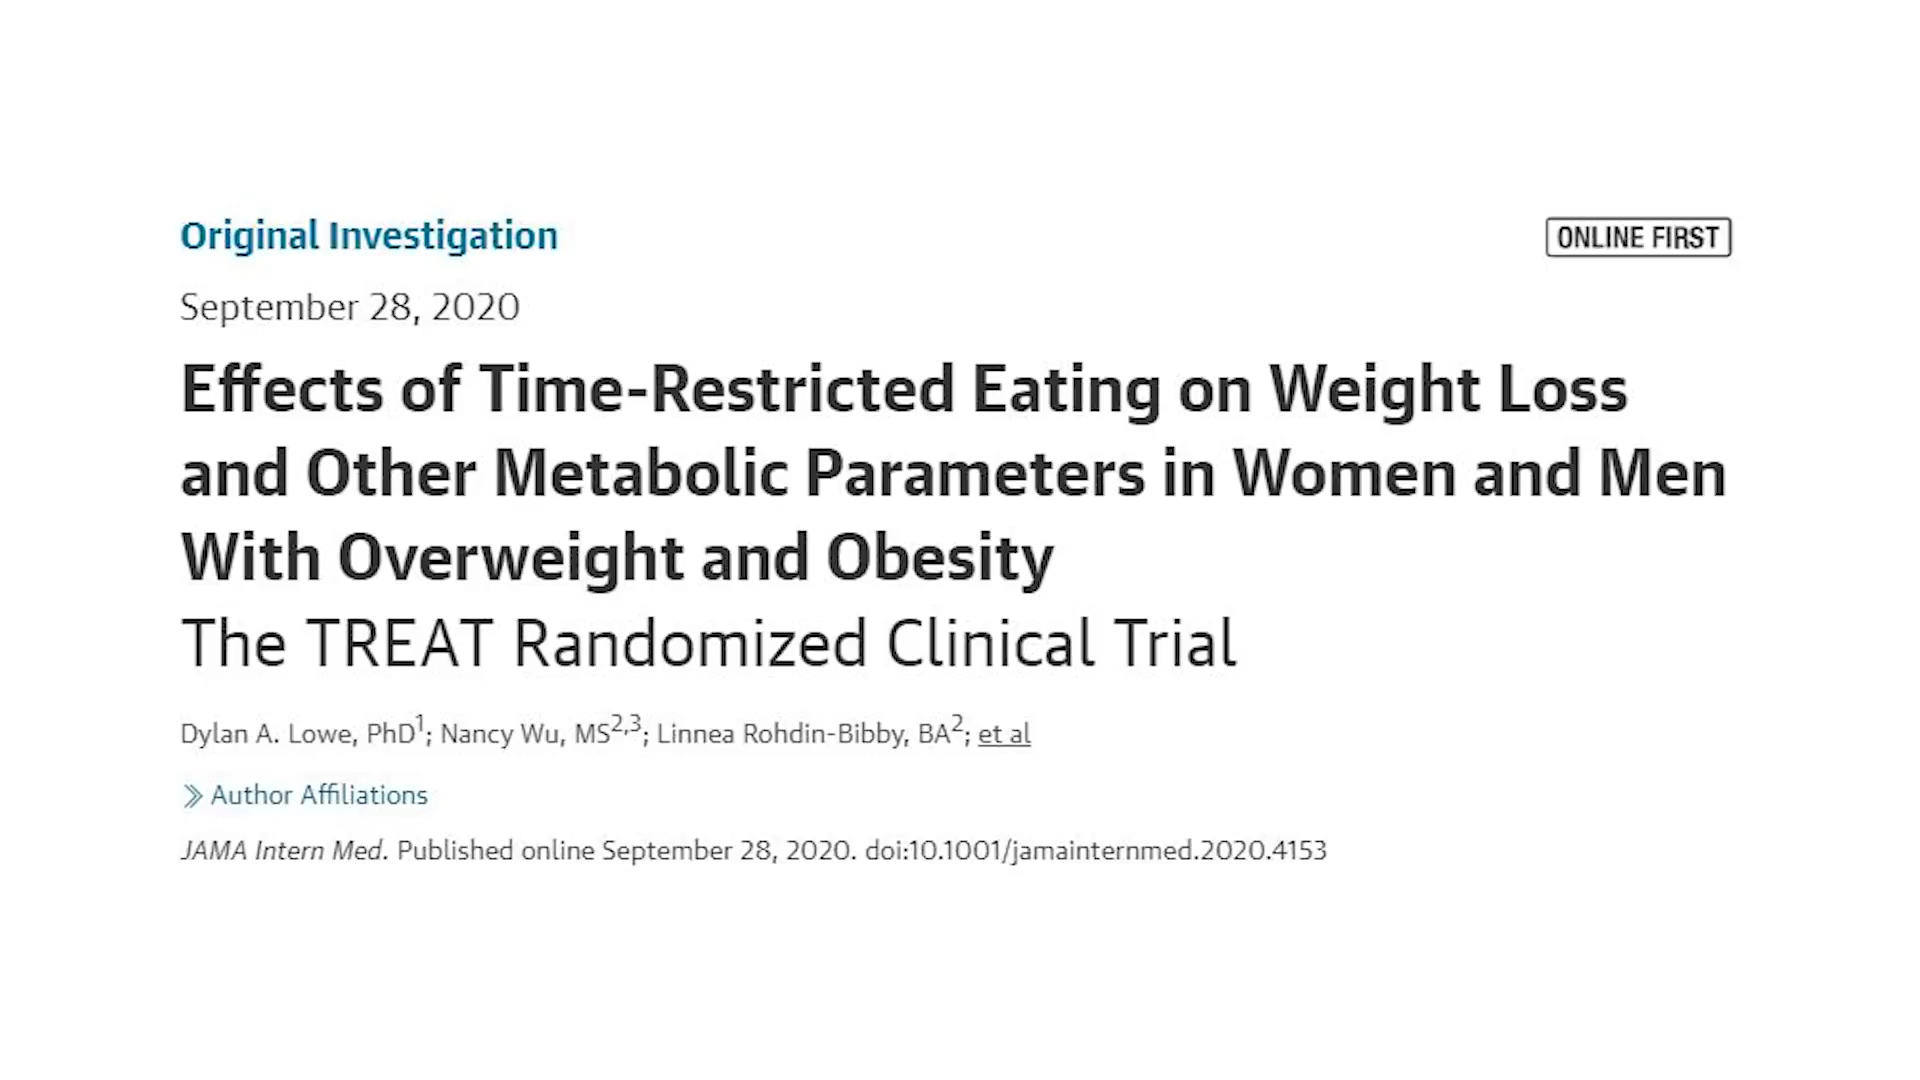 Original Investigation
ONLINE FIRST
September 28, 2020
Effects of Time-Restricted Eating on Weight Loss
and Other Metabolic Parameters in Women and Men
With Overweight and Obesity
The TREAT Randomized Clinical Trial
Dylan A. Lowe, PhD1; Nancy Wu, MS2,3; Linnea Rohdin-Bibby, BA2; et al
Author Affiliations
JAMA Intern Med. Published online September 28, 2020. doi:10.1001/jamainternmed.2020.4153